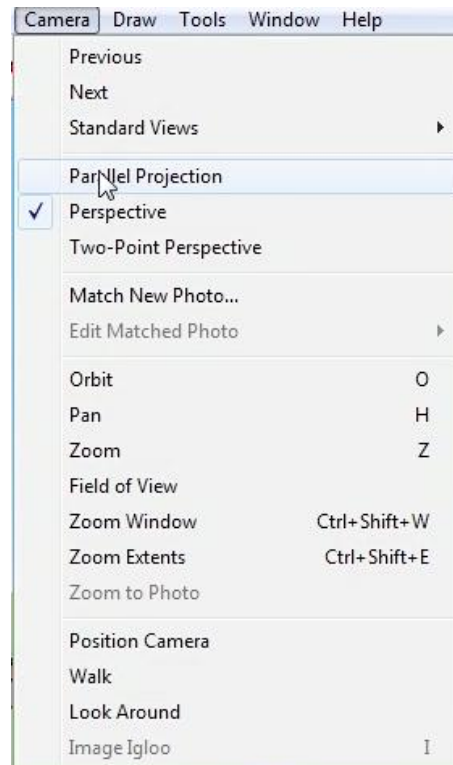 Camera Draw Tools Window Help
Previous
Next
Standard Views
Parallel Projection
Perspective
Two-Point Perspective
Match New Photo...
Edit Matched Photo
Orbit O
Pan H
Zoom Z
Field of View
Zoom Window Ctrl+Shift+W
Zoom Extents Ctrl+Shift+E
Zoom to Photo
Position Camera
Walk
Look Around
Image Igloo I